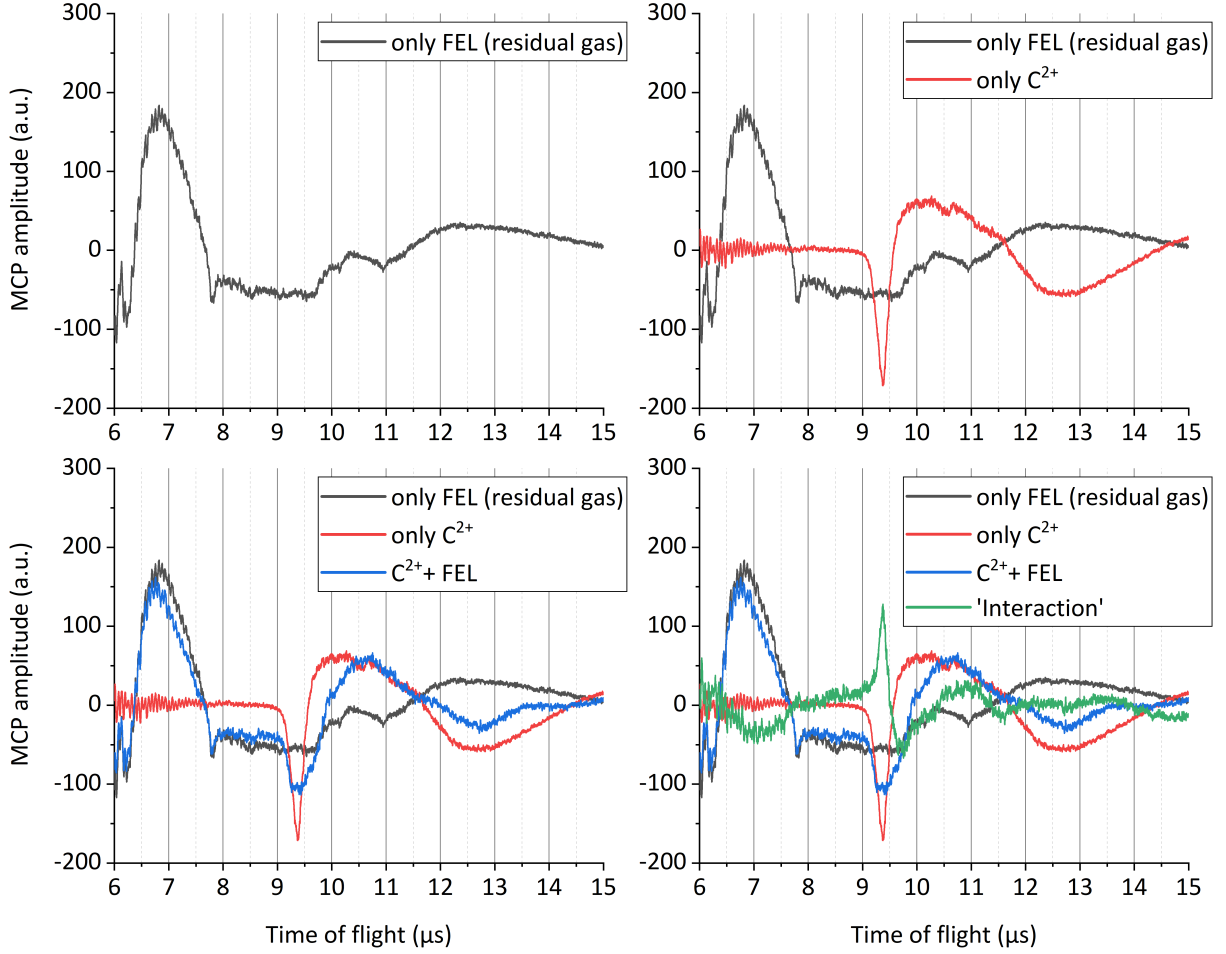 300
200
100
0
-100
-200
MCP amplitude (a.u.)
only FEL (residual gas)
6 7 8 9 10 11 12 13 14 15
300
200
100
0
-100
-200
only FEL (residual gas)
only C²⁺
6 7 8 9 10 11 12 13 14 15
300
200
100
0
-100
-200
MCP amplitude (a.u.)
only FEL (residual gas)
only C²⁺
C²⁺+ FEL
6 7 8 9 10 11 12 13 14 15
Time of flight (μs)
300
200
100
0
-100
-200
only FEL (residual gas)
only C²⁺
C²⁺+ FEL
'Interaction'
6 7 8 9 10 11 12 13 14 15
Time of flight (μs)